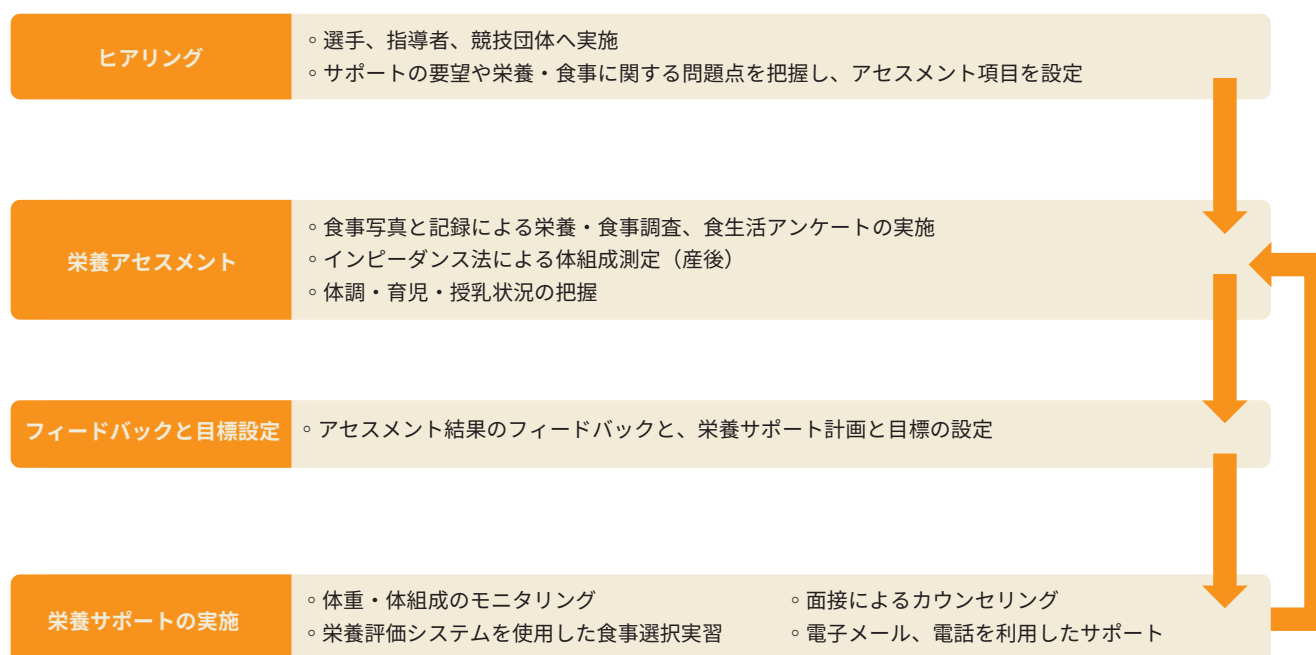 ヒアリング
◦選手、指導者、競技団体へ実施
◦サポートの要望や栄養・食事に関する問題点を把握し、アセスメント項目を設定
栄養アセスメント
◦食事写真と記録による栄養・食事調査、食生活アンケートの実施
◦インピーダンス法による体組成測定（産後）
◦体調・育児・授乳状況の把握
フィードバックと目標設定
◦アセスメント結果のフィードバックと、栄養サポート計画と目標の設定
栄養サポートの実施
◦体重・体組成のモニタリング
◦栄養評価システムを使用した食事選択実習
◦面接によるカウンセリング
◦電子メール、電話を利用したサポート